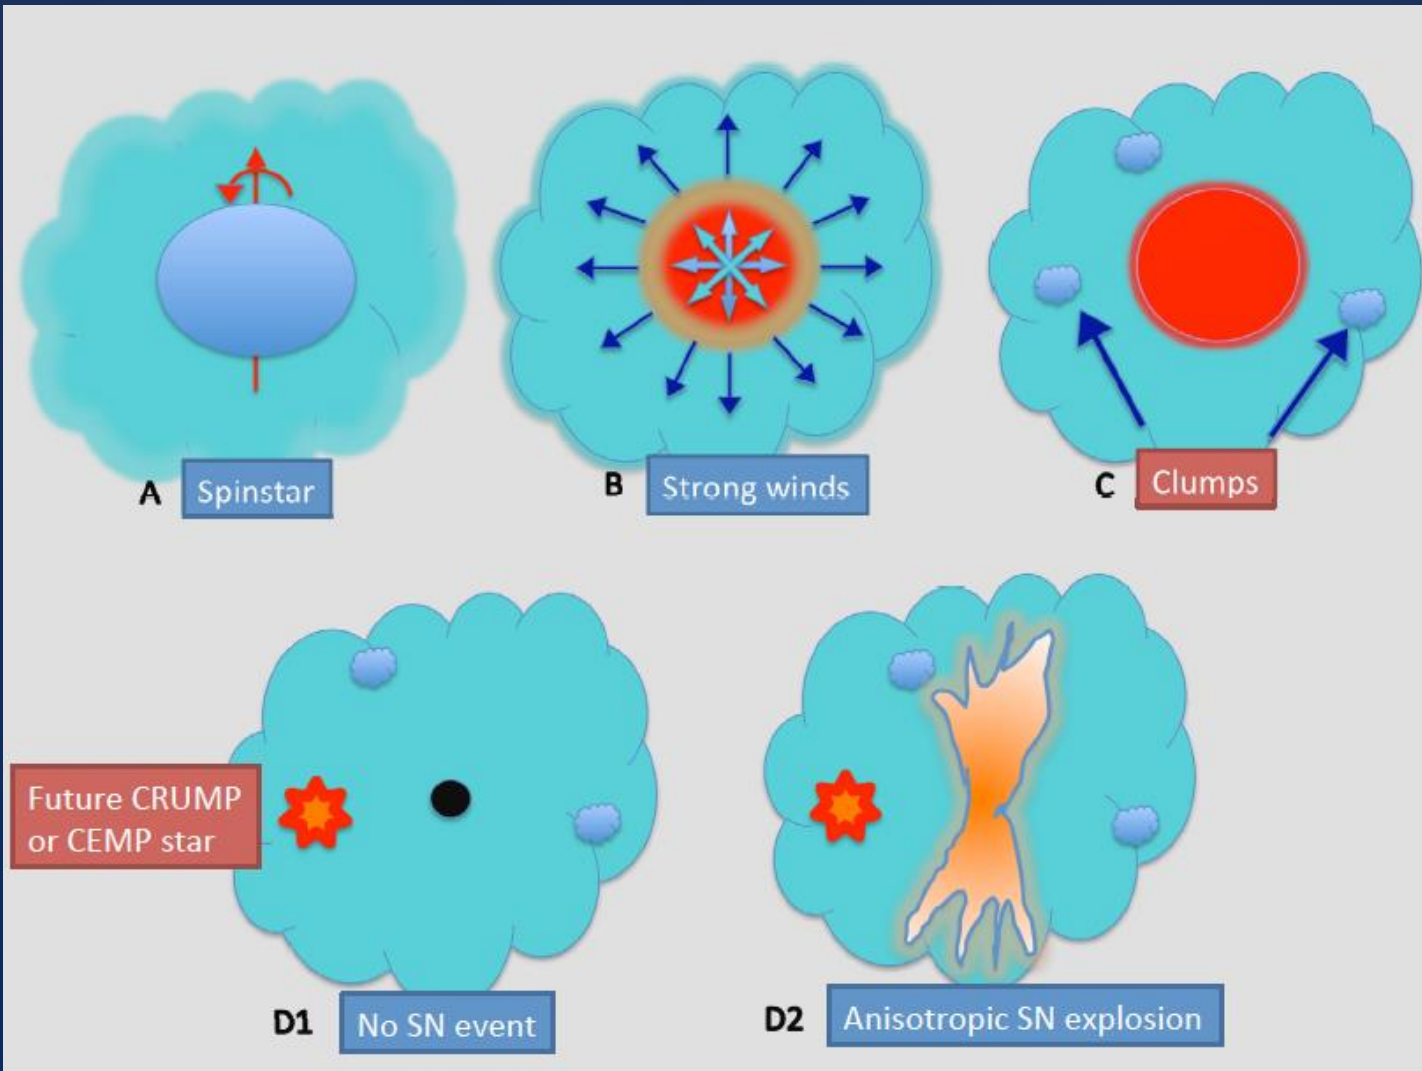 A
Spinstar
B
Strong winds
C
Clumps
Future CRUMP
or CEMP star
D1
No SN event
D2
Anisotropic SN explosion